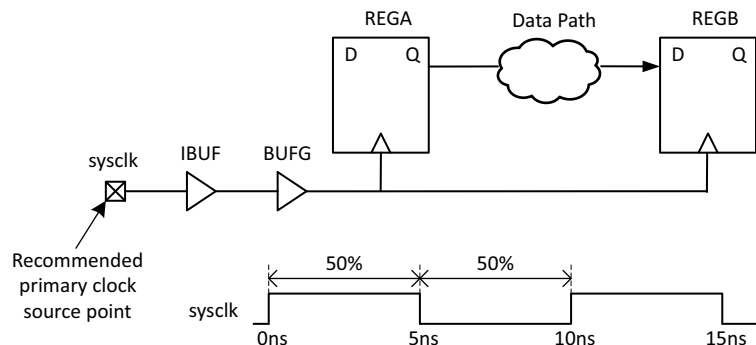 REGA
Data Path
REGB
D
Q
D
Q
sysclk
IBUF
BUFG
Recommended
primary clock
source point
50%
50%
sysclk
0ns
5ns
10ns
15ns